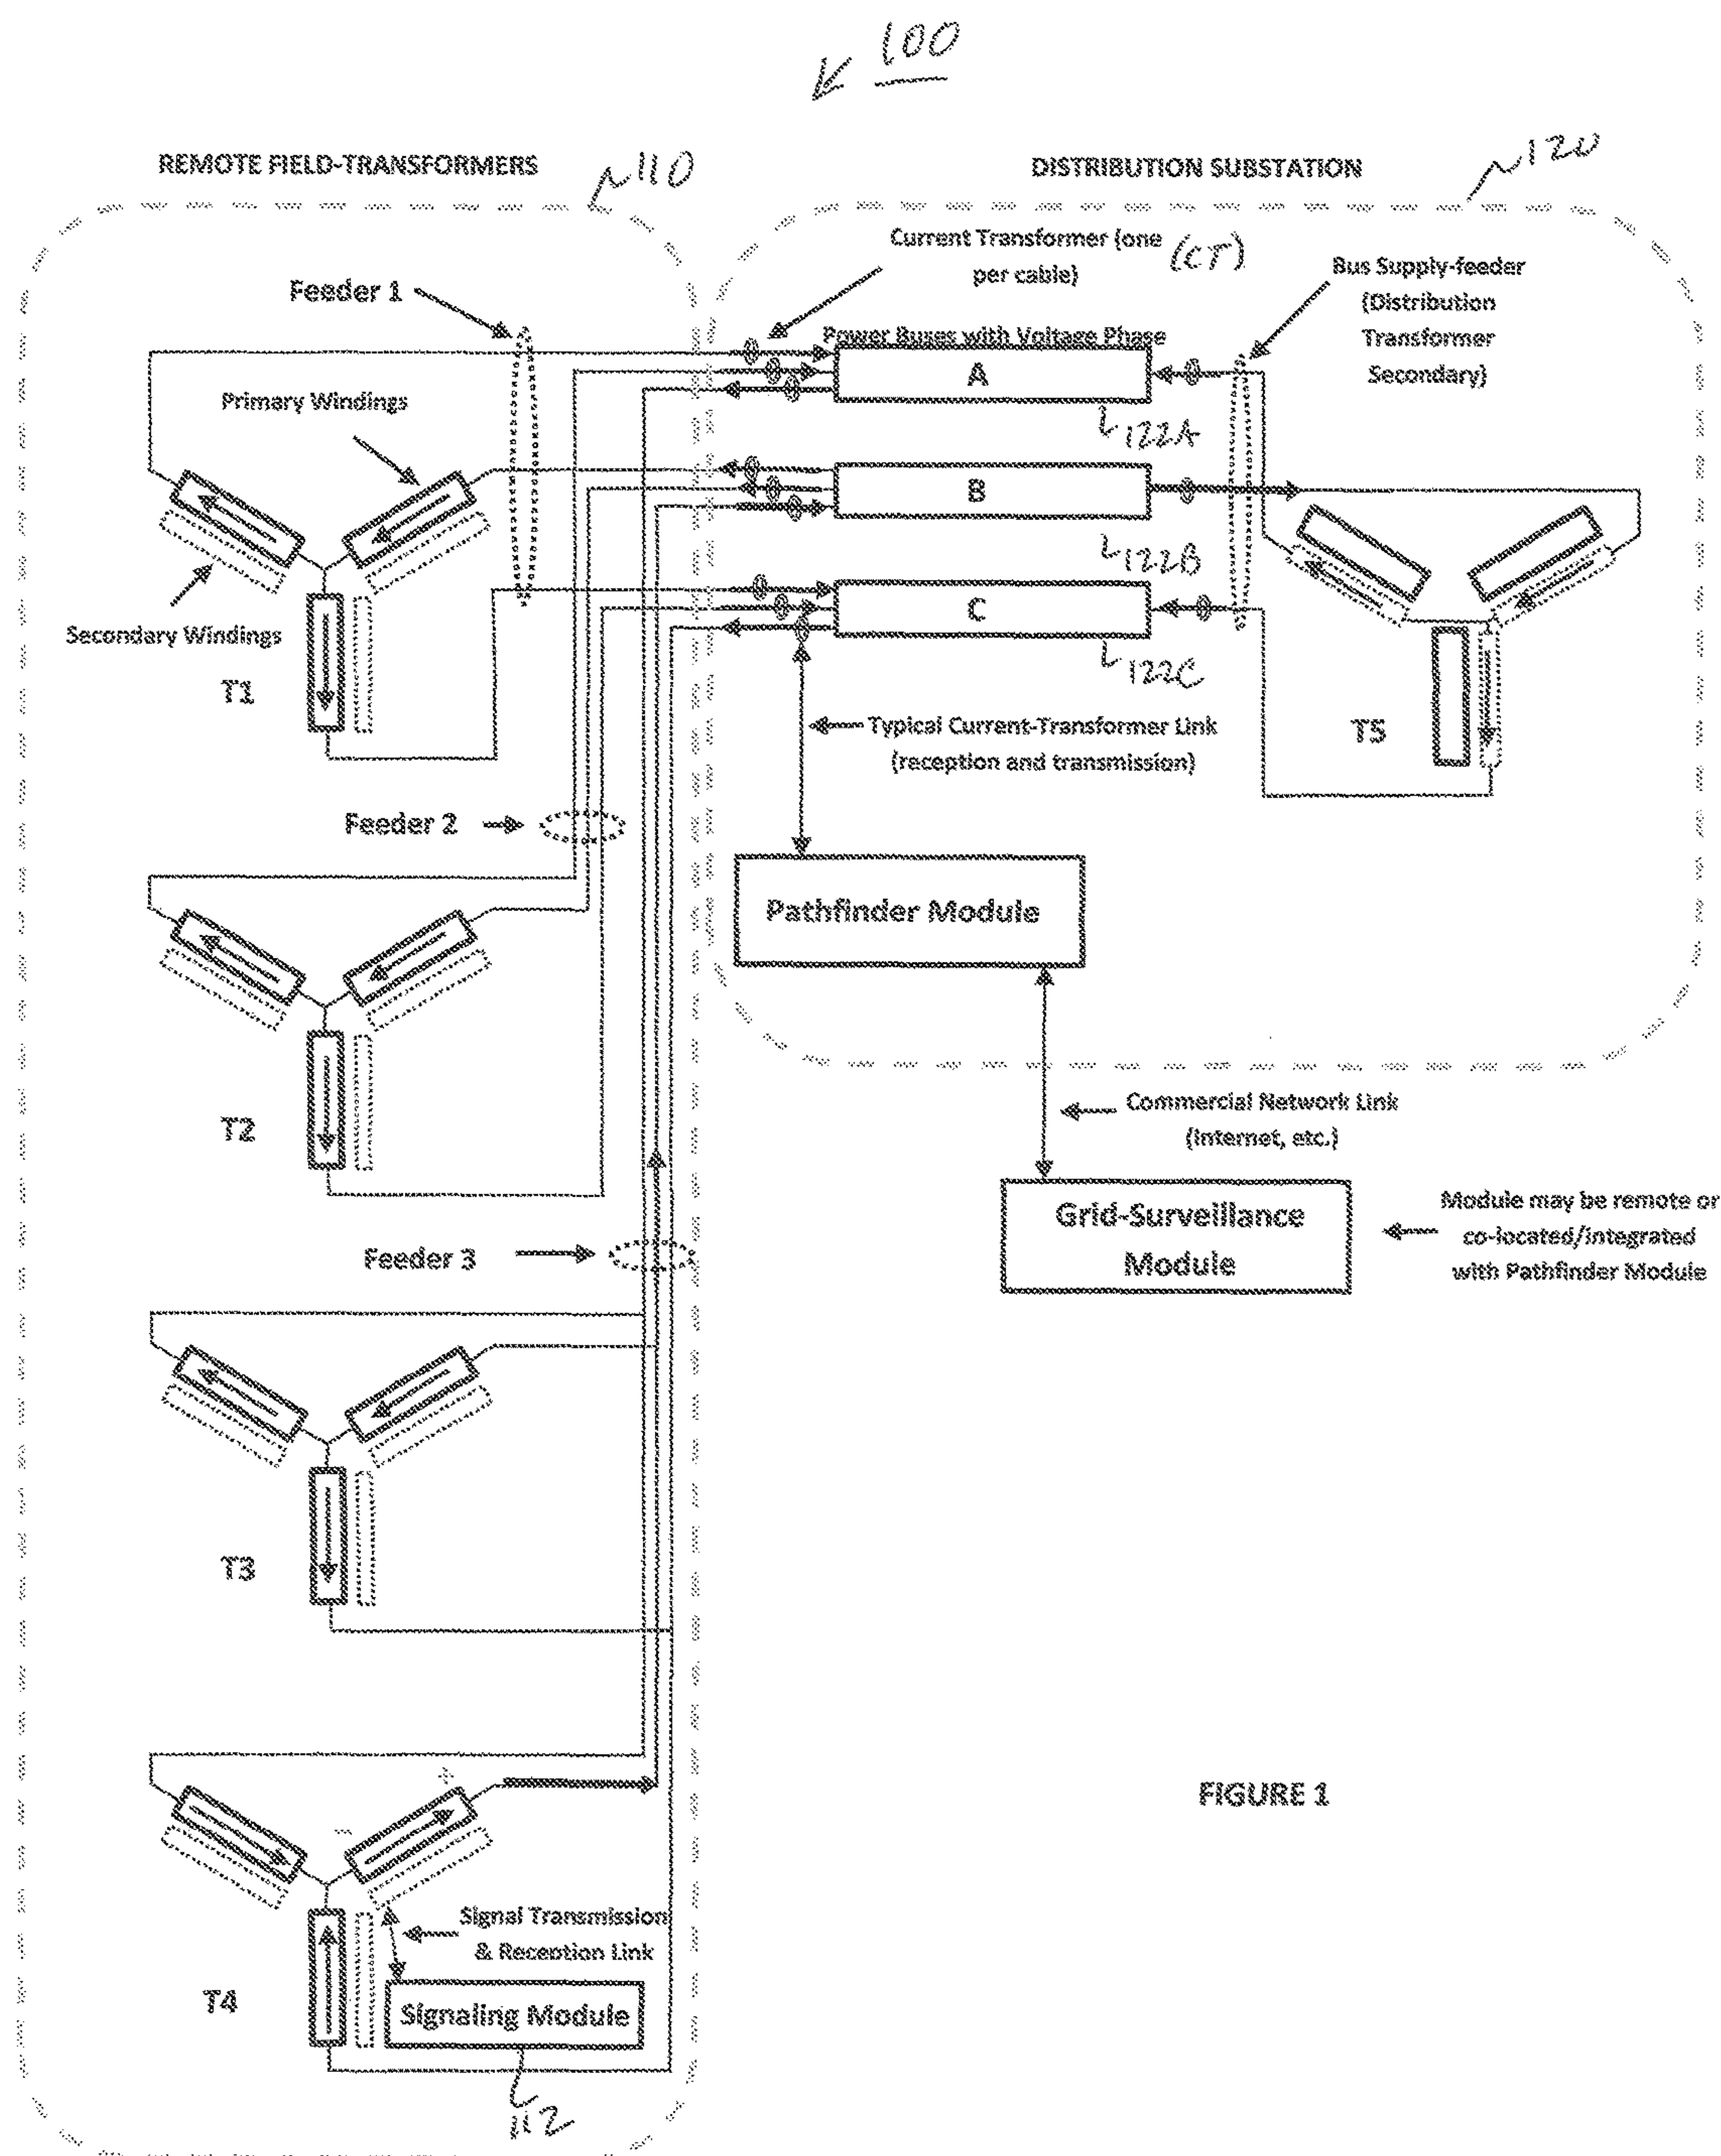 100
REMOTE FIELD-TRANSFORMERS
110
DISTRIBUTION SUBSTATION
120
Current Transformer (one
per cable)
(CT)
Bus Supply-feeder
(Distribution
Transformer
Secondary)
Feeder 1
Power Buses with Voltage Phase
A
122A
Primary Windings
B
122B
C
122C
Secondary Windings
T1
T5
Typical Current-Transformer Link
(reception and transmission)
Feeder 2
Pathfinder Module
T2
Commercial Network Link
(Internet, etc.)
Grid-Surveillance
Module
Module may be remote or
co-located/integrated
with Pathfinder Module
Feeder 3
T3
+
−
FIGURE 1
Signal Transmission
& Reception Link
T4
Signaling Module
112